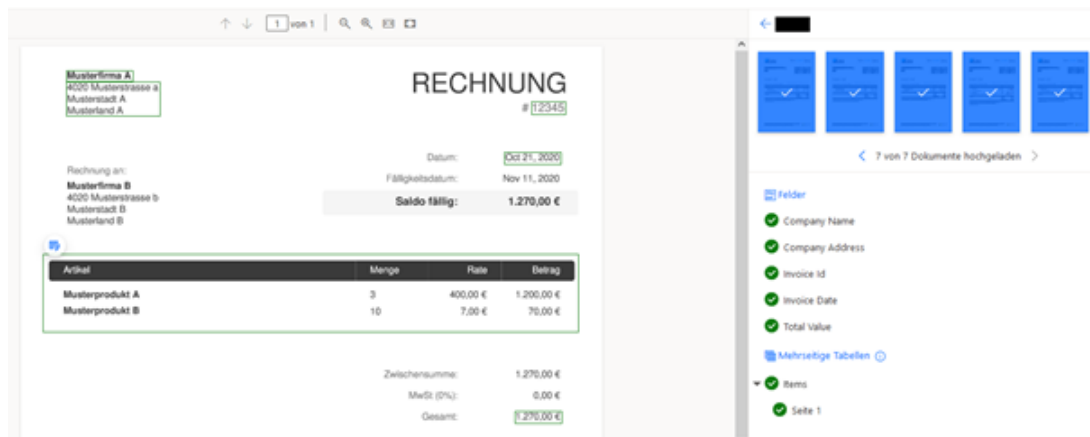 1 von 1
Musterfirma A
4020 Musterstrasse a
Musterstadt A
Musterland A
RECHNUNG
# 12345
Datum: Oct 21, 2020
Fälligkeitsdatum: Nov 11, 2020
Saldo fällig: 1.270,00 €
Rechnung an:
Musterfirma B
4020 Musterstrasse b
Musterstadt B
Musterland B
Artikel Menge Rate Betrag
Musterprodukt A 3 400,00 € 1.200,00 €
Musterprodukt B 10 7,00 € 70,00 €
Zwischensumme: 1.270,00 €
MwSt (0%): 0,00 €
Gesamt: 1.270,00 €
7 von 7 Dokumente hochgeladen
Felder
Company Name
Company Address
Invoice Id
Invoice Date
Total Value
Mehrseitige Tabellen
Items
Seite 1